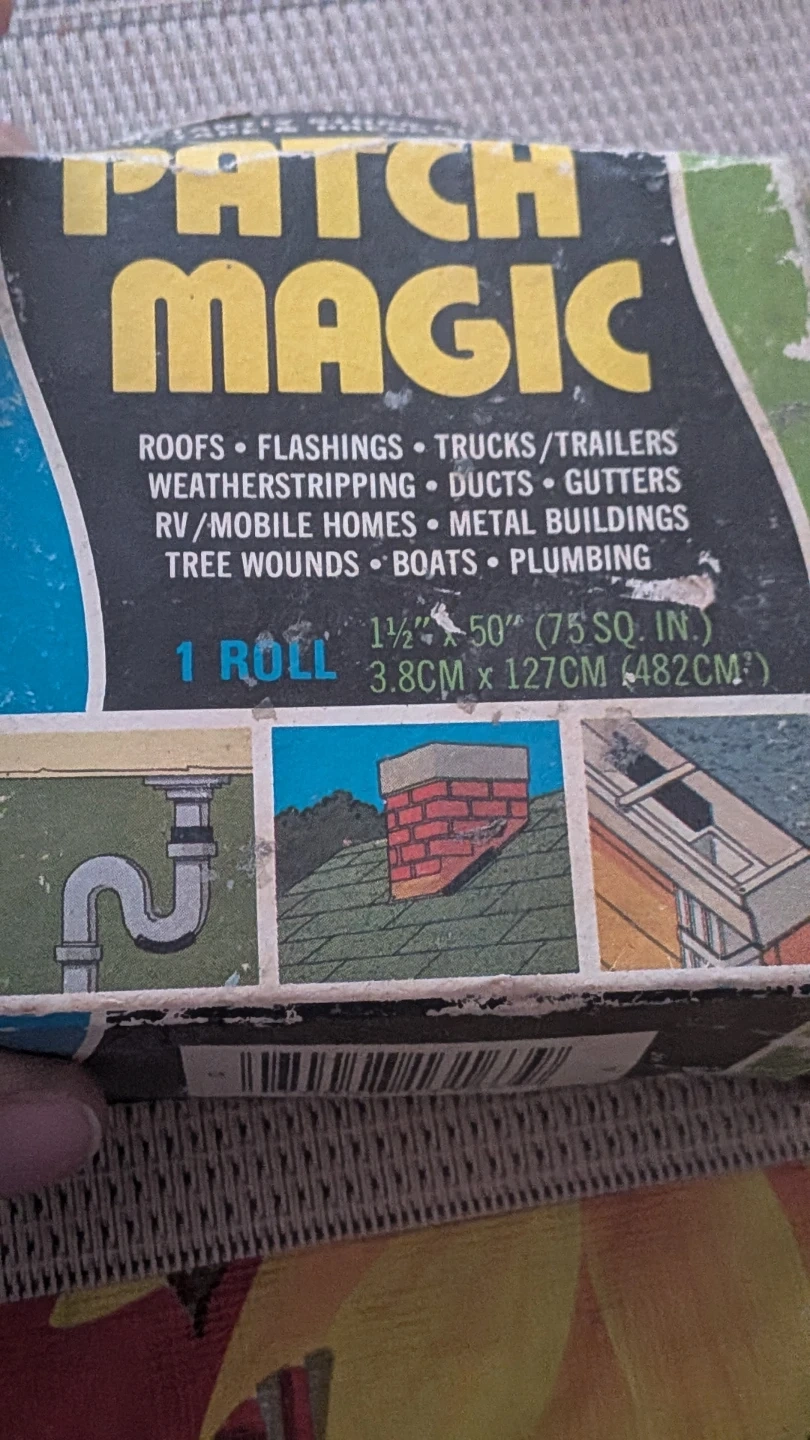 PATCH
MAGIC
ROOFS • FLASHINGS • TRUCKS/TRAILERS
WEATHERSTRIPPING • DUCTS • GUTTERS
RV/MOBILE HOMES • METAL BUILDINGS
TREE WOUNDS • BOATS • PLUMBING
1 ROLL 1½" x 50" (75 SQ. IN.)
3.8CM x 127CM (482CM²)